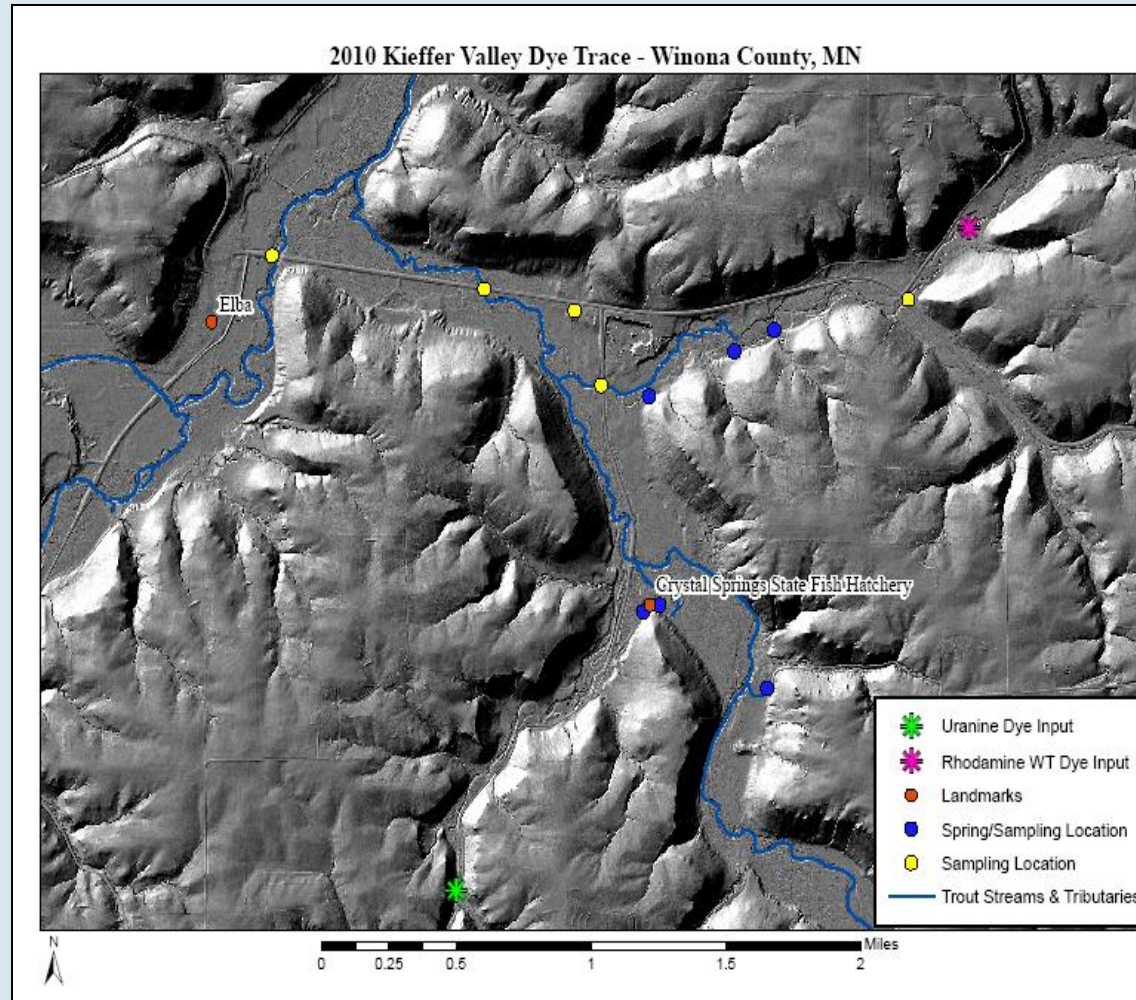 2010 Kieffer Valley Dye Trace - Winona County, MN
Elba
Crystal Springs State Fish Hatchery
Uranine Dye Input
Rhodamine WT Dye Input
Landmarks
Spring/Sampling Location
Sampling Location
Trout Streams & Tributaries
N
Miles
0 0.25 0.5 1 1.5 2